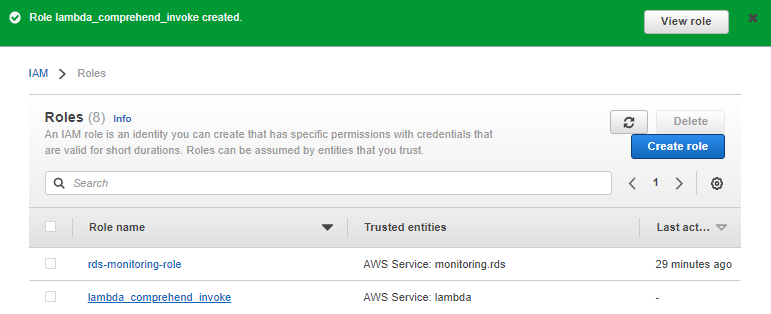 Role lambda_comprehend_invoke created.
View role
IAM > Roles
Roles (8) Info
An IAM role is an identity you can create that has specific permissions with credentials that
are valid for short durations. Roles can be assumed by entities that you trust.
Delete
Create role
Search
1
Role name Trusted entities Last act...
rds-monitoring-role AWS Service: monitoring.rds 29 minutes ago
lambda_comprehend_invoke AWS Service: lambda -